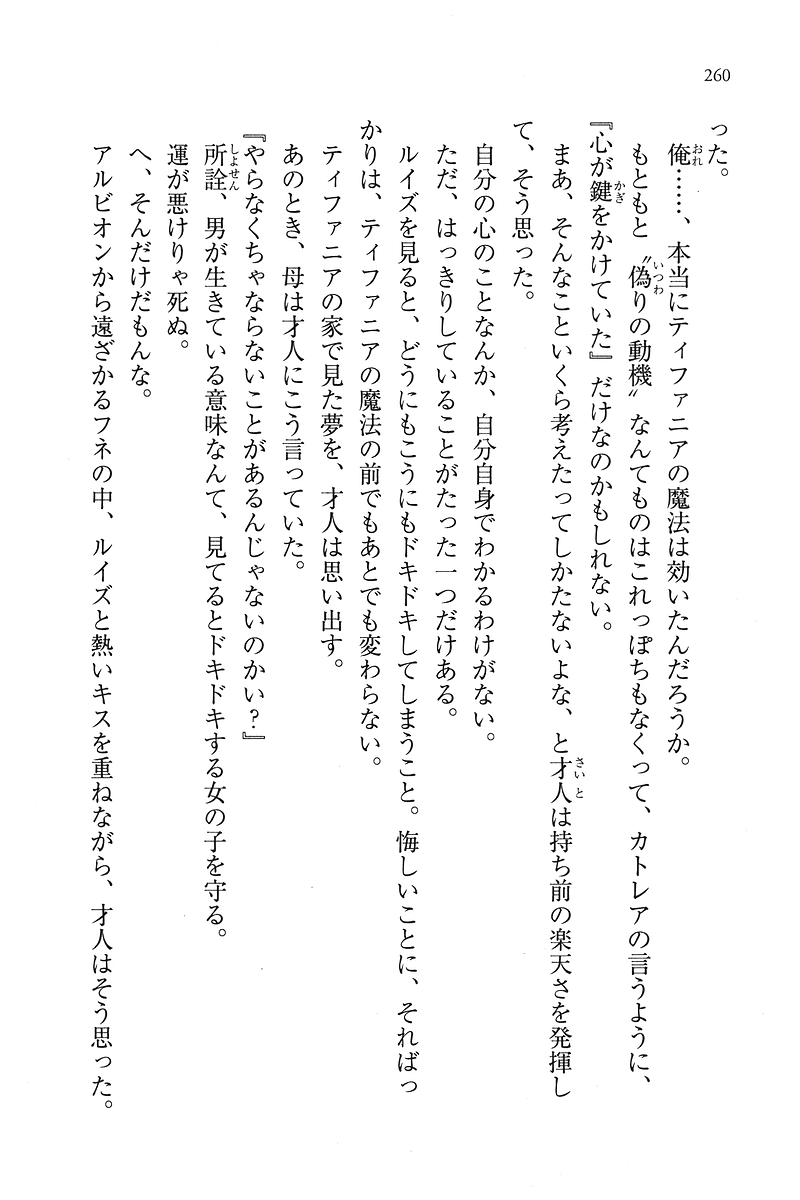 260
った。
俺……、本当にティファニアの魔法は効いたんだろうか。
もともと〝偽りの動機〟なんてものはこれっぽちもなくって、カトレアの言うように、
『心が鍵をかけていた』だけなのかもしれない。
まあ、そんなこといくら考えたってしかたないよな、と才人は持ち前の楽天さを発揮し
て、そう思った。
自分の心のことなんか、自分自身でわかるわけがない。
ただ、はっきりしていることがたった一つだけある。
ルイズを見ると、どうにもこうにもドキドキしてしまうこと。悔しいことに、そればっ
かりは、ティファニアの魔法の前でもあとでも変わらない。
ティファニアの家で見た夢を、才人は思い出す。
あのとき、母は才人にこう言っていた。
『やらなくちゃならないことがあるんじゃないのかい？』
所詮、男が生きている意味なんて、見てるとドキドキする女の子を守る。
運が悪けりゃ死ぬ。
へ、そんだけだもんな。
アルビオンから遠ざかるフネの中、ルイズと熱いキスを重ねながら、才人はそう思った。